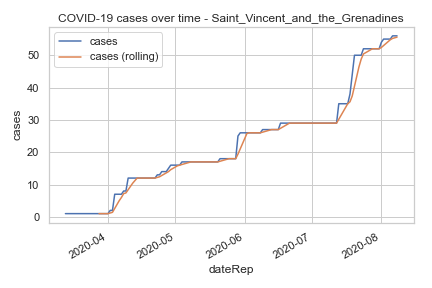 COVID-19 cases over time - Saint_Vincent_and_the_Grenadines
cases
cases (rolling)
50
40
30
20
10
0
cases
2020-04
2020-05
2020-06
2020-07
2020-08
dateRep